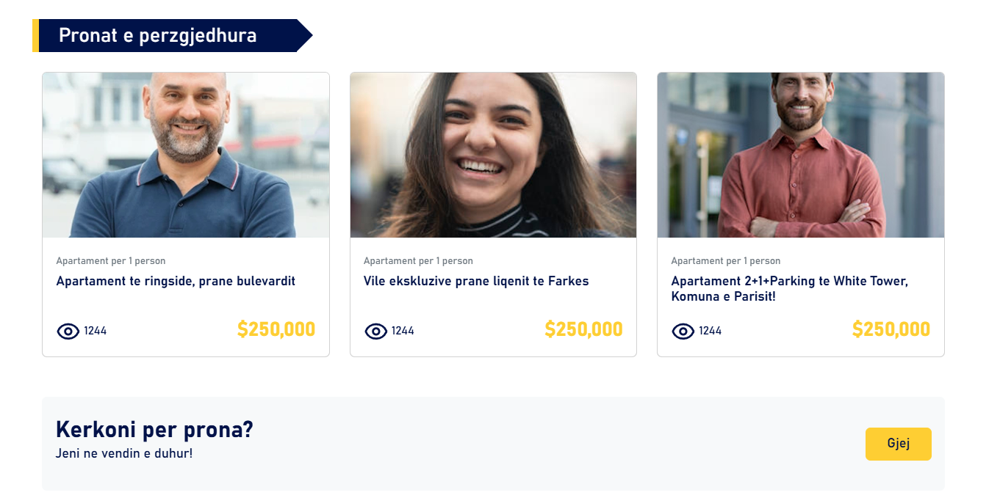 Pronat e perzgjedhura
Apartament per 1 person
Apartament te ringside, prane bulevardit
1244
$250,000
Apartament per 1 person
Vile ekskluzive prane liqenit te Farkes
1244
$250,000
Apartament per 1 person
Apartament 2+1+Parking te White Tower,
Komuna e Parisit!
1244
$250,000
Kerkoni per prona?
Jeni ne vendin e duhur!
Gjej